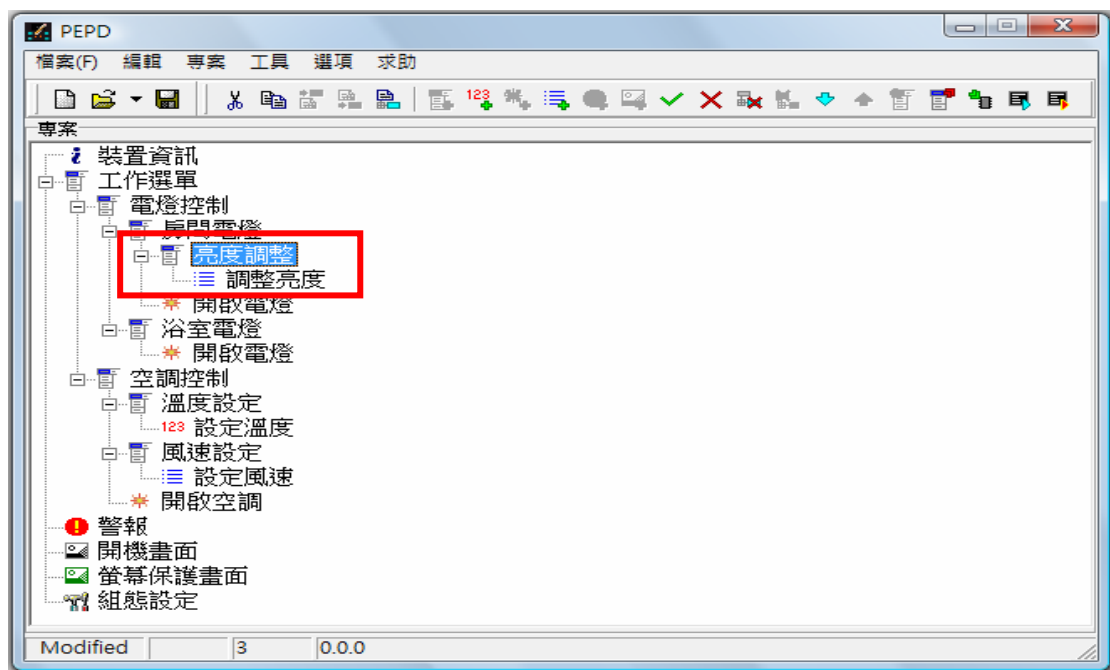 PEPD
檔案(F) 編輯 專案 工具 選項 求助
123
專案
裝置資訊
工作選單
電燈控制
房間電燈
亮度調整
調整亮度
開啟電燈
浴室電燈
開啟電燈
空調控制
溫度設定
123 設定溫度
風速設定
設定風速
開啟空調
警報
開機畫面
螢幕保護畫面
組態設定
Modified 3 0.0.0